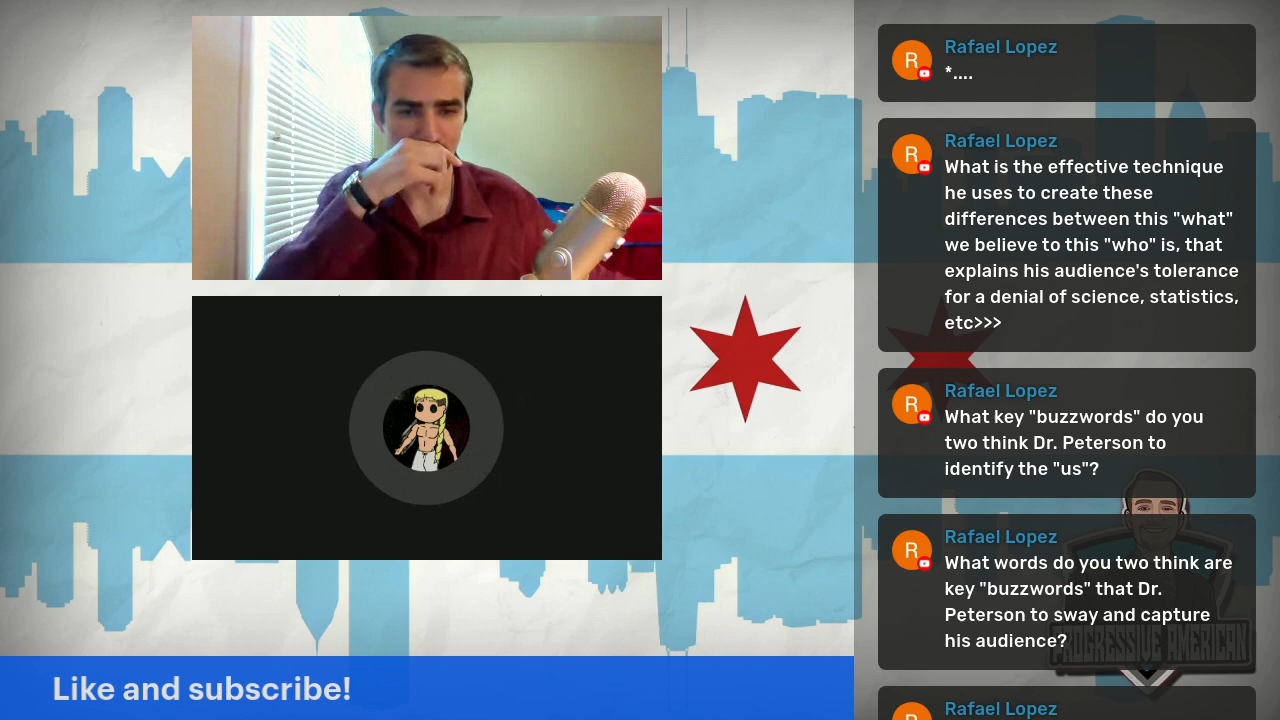 R
Rafael Lopez
*....
R
Rafael Lopez
What is the effective technique
he uses to create these
differences between this "what"
we believe to this "who" is, that
explains his audience's tolerance
for a denial of science, statistics,
etc>>>
R
Rafael Lopez
What key "buzzwords" do you
two think Dr. Peterson to
identify the "us"?
R
Rafael Lopez
What words do you two think are
key "buzzwords" that Dr.
Peterson to sway and capture
his audience?
PROGRESSIVE AMERICAN
R
Rafael Lopez
Like and subscribe!